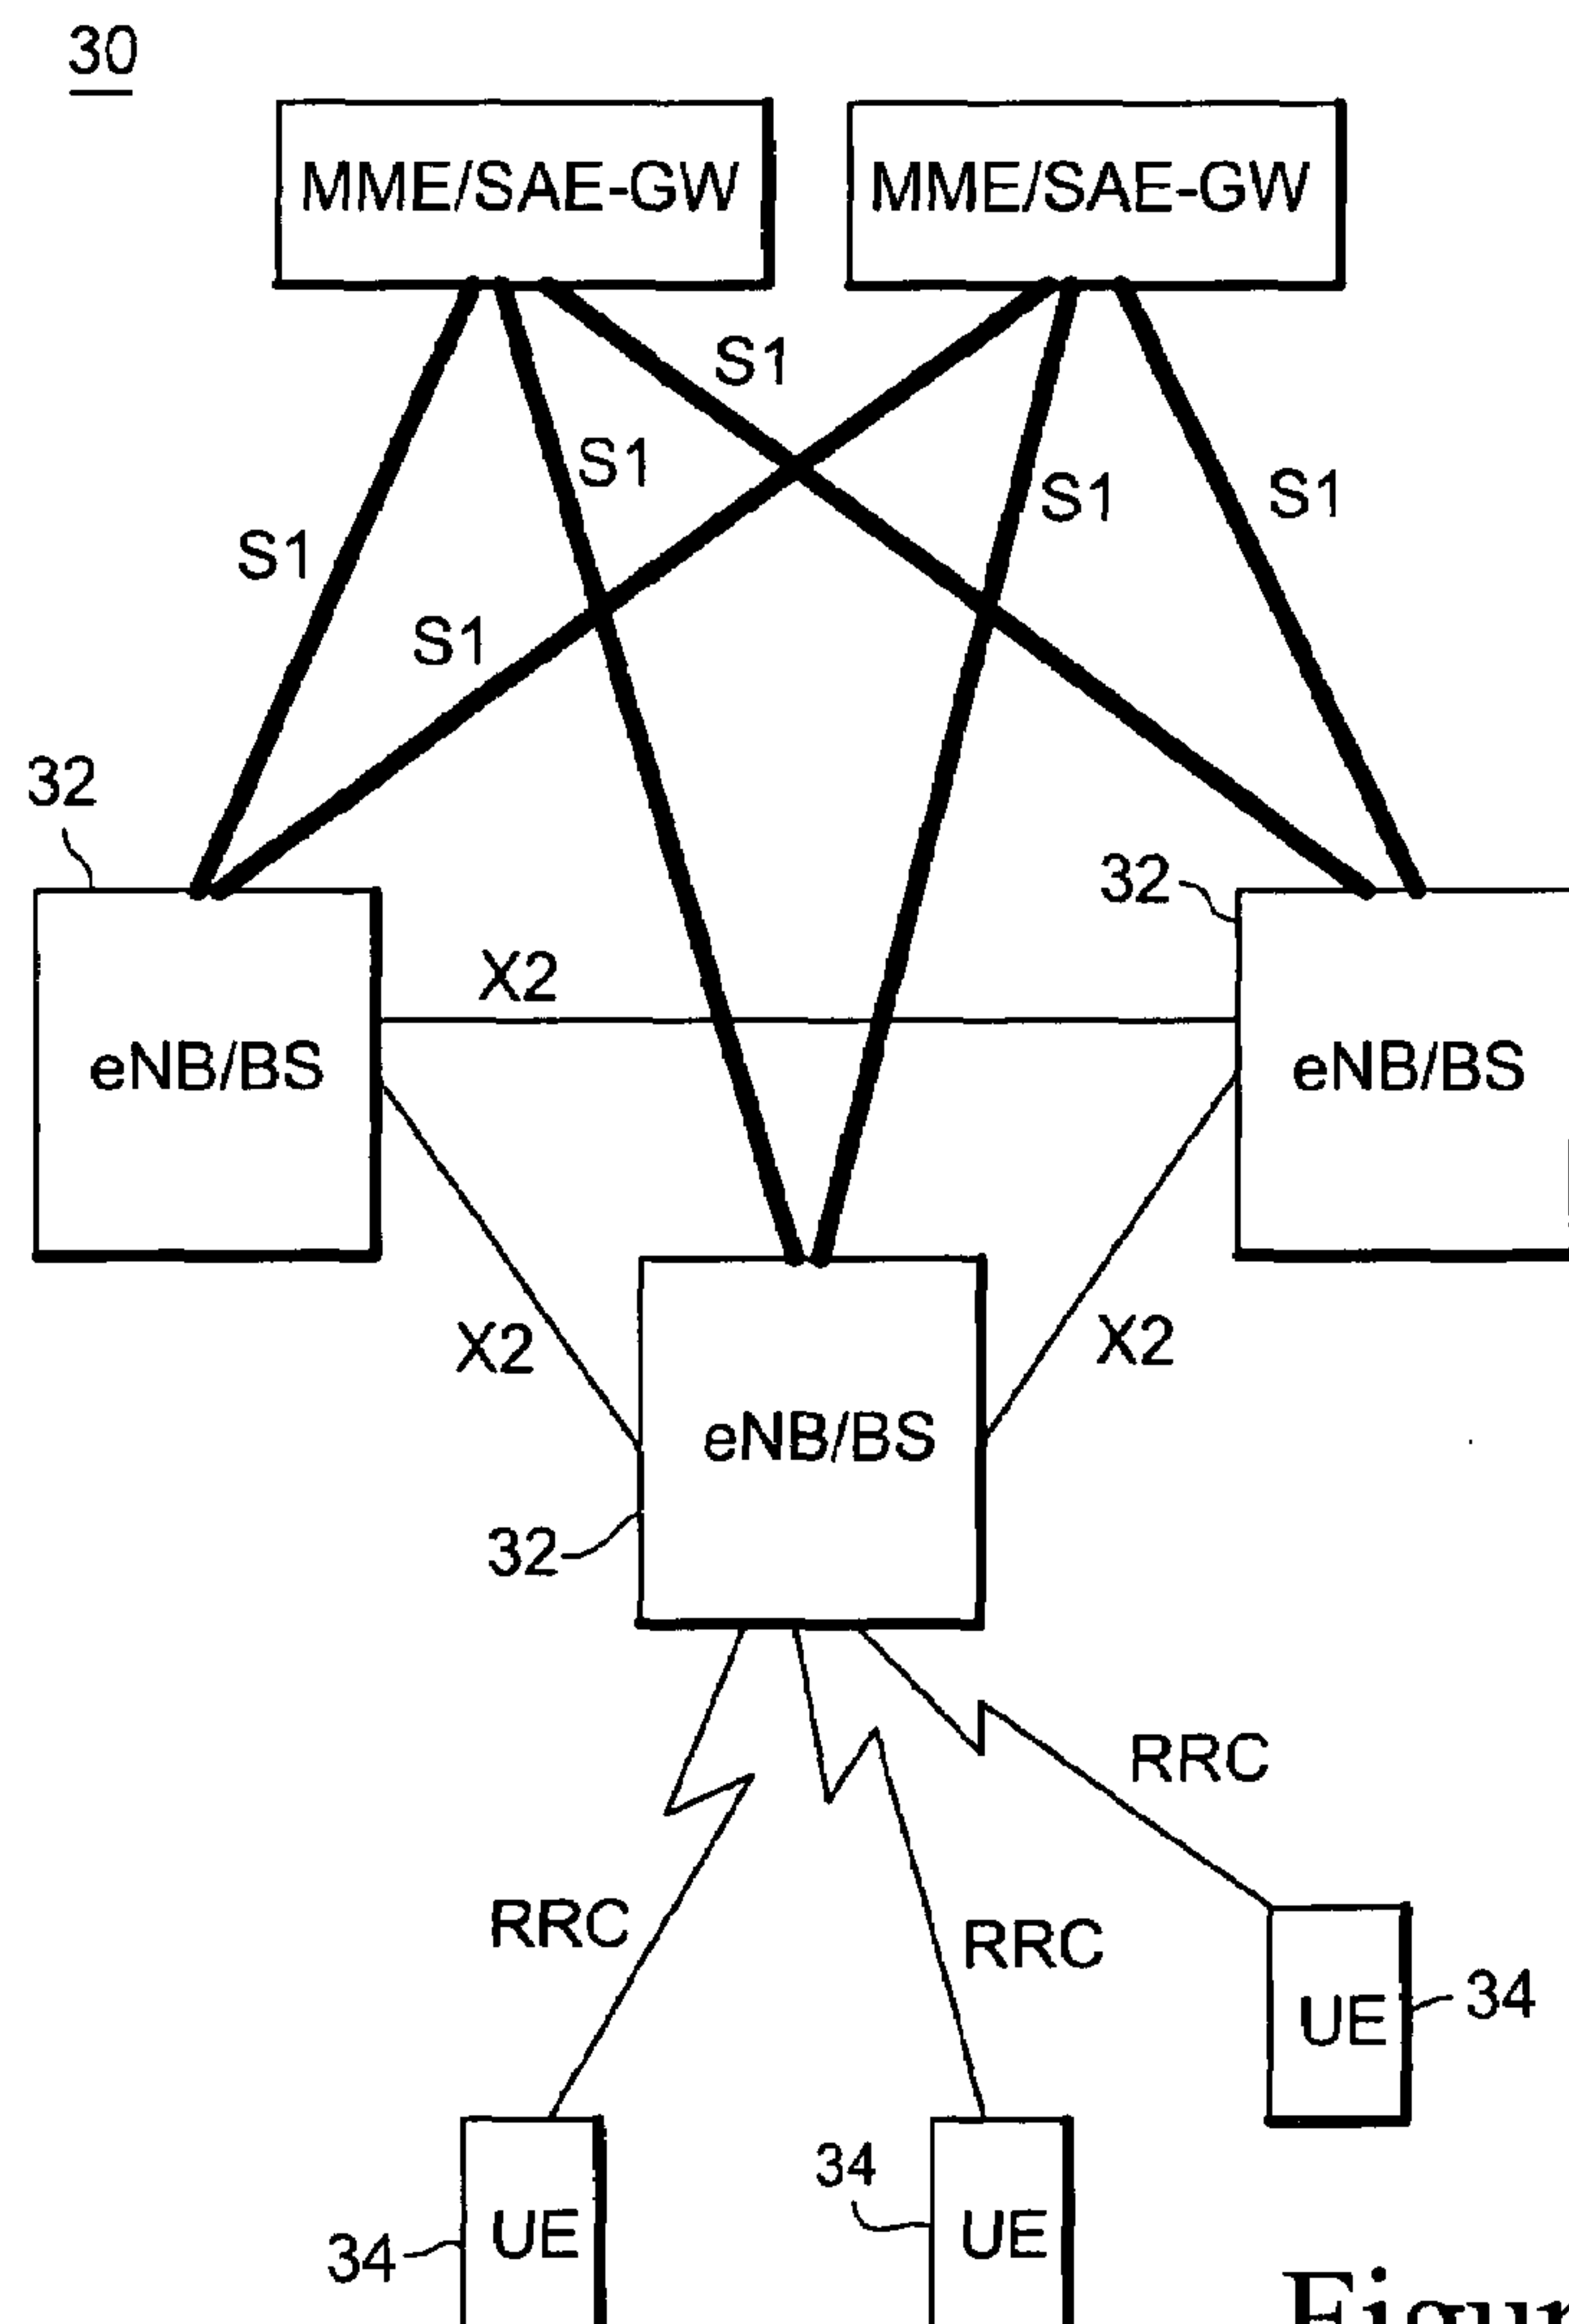 30
MME/SAE-GW
MME/SAE-GW
S1
S1
S1
S1
S1
S1
32
32
X2
eNB/BS
eNB/BS
X2
X2
eNB/BS
32
RRC
RRC
RRC
UE
34
34
UE
34
UE